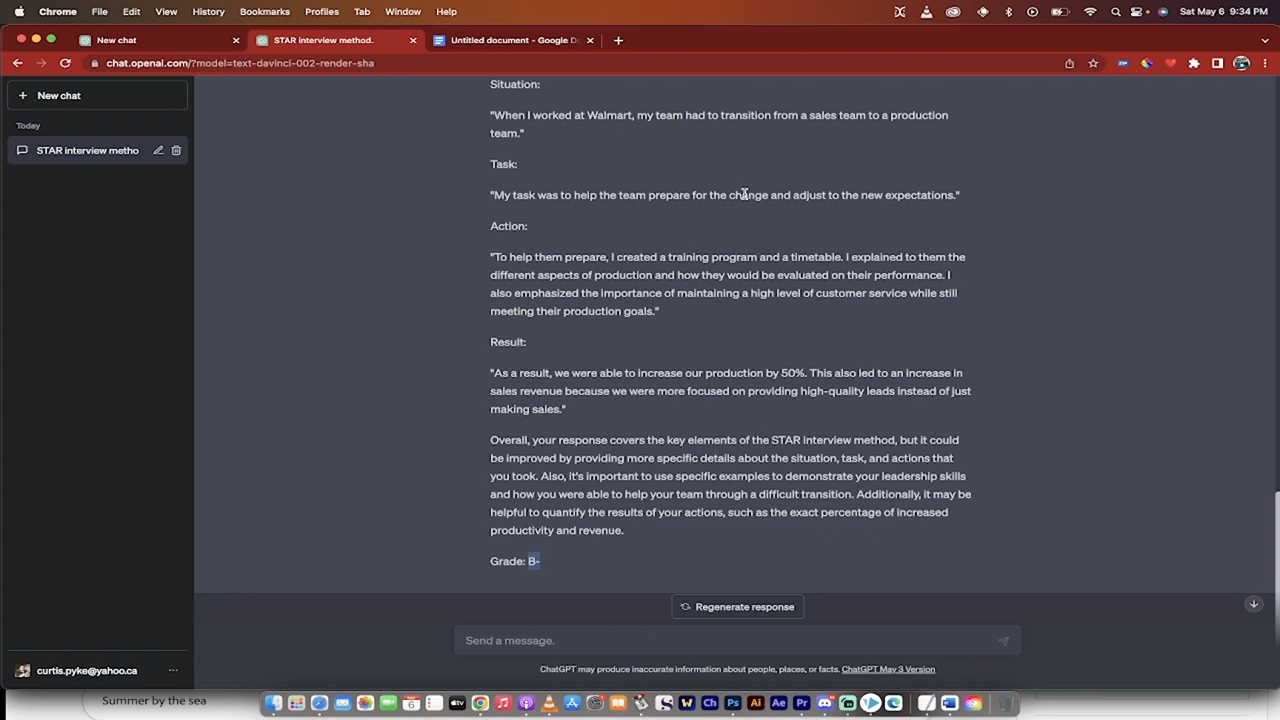 Chrome File Edit View History Bookmarks Profiles Tab Window Help Sat May 6 9:34 PM
New chat STAR interview method. Untitled document - Google Do
chat.openai.com/?model=text-davinci-002-render-sha
New chat
Today
STAR interview metho
Situation:
"When I worked at Walmart, my team had to transition from a sales team to a production
team."
Task:
"My task was to help the team prepare for the change and adjust to the new expectations."
Action:
"To help them prepare, I created a training program and a timetable. I explained to them the
different aspects of production and how they would be evaluated on their performance. I
also emphasized the importance of maintaining a high level of customer service while still
meeting their production goals."
Result:
"As a result, we were able to increase our production by 50%. This also led to an increase in
sales revenue because we were more focused on providing high-quality leads instead of just
making sales."
Overall, your response covers the key elements of the STAR interview method, but it could
be improved by providing more specific details about the situation, task, and actions that
you took. Also, it's important to use specific examples to demonstrate your leadership skills
and how you were able to help your team through a difficult transition. Additionally, it may be
helpful to quantify the results of your actions, such as the exact percentage of increased
productivity and revenue.
Grade: B-
Regenerate response
Send a message.
ChatGPT may produce inaccurate information about people, places, or facts. ChatGPT May 3 Version
curtis.pyke@yahoo.ca
Summer by the sea